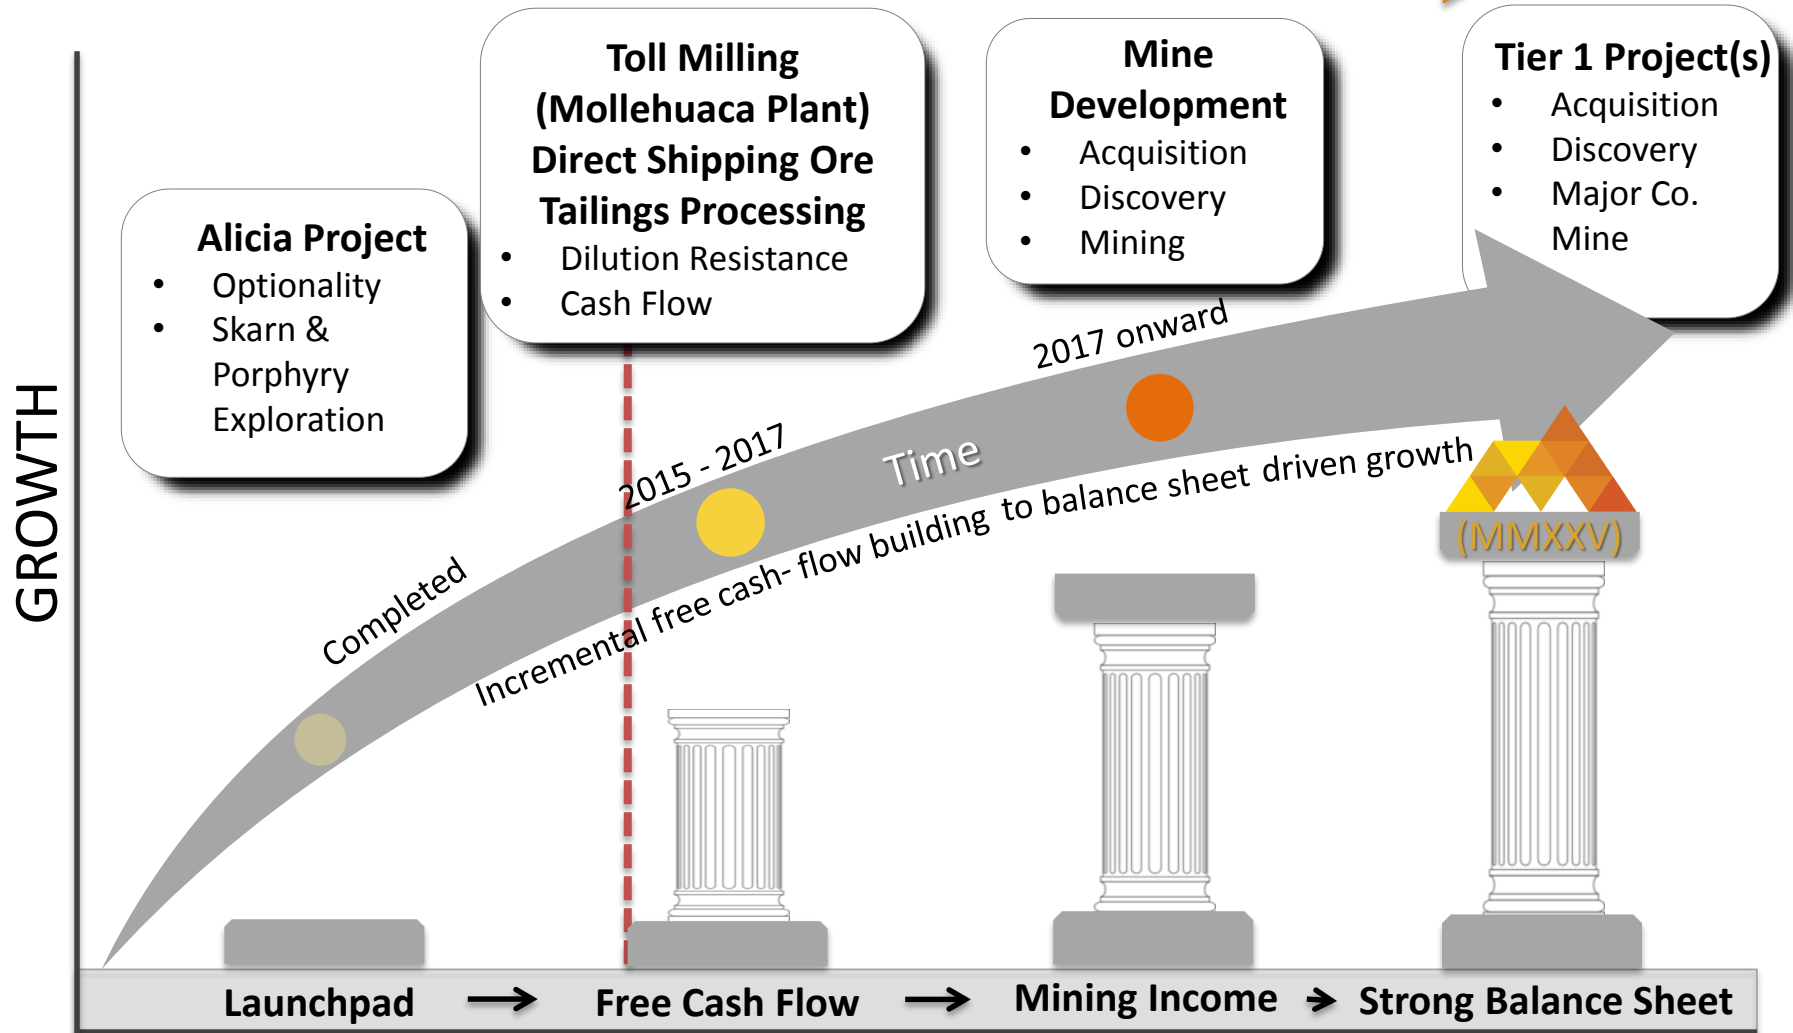 GROWTH
Alicia Project
• Optionality
• Skarn &
Porphyry
Exploration
Toll Milling
(Mollehuaca Plant)
Direct Shipping Ore
Tailings Processing
• Dilution Resistance
• Cash Flow
Mine
Development
• Acquisition
• Discovery
• Mining
Tier 1 Project(s)
• Acquisition
• Discovery
• Major Co.
Mine
Completed
2015 - 2017
2017 onward
Time
Incremental free cash- flow building to balance sheet driven growth
(MMXXV)
Launchpad → Free Cash Flow → Mining Income → Strong Balance Sheet